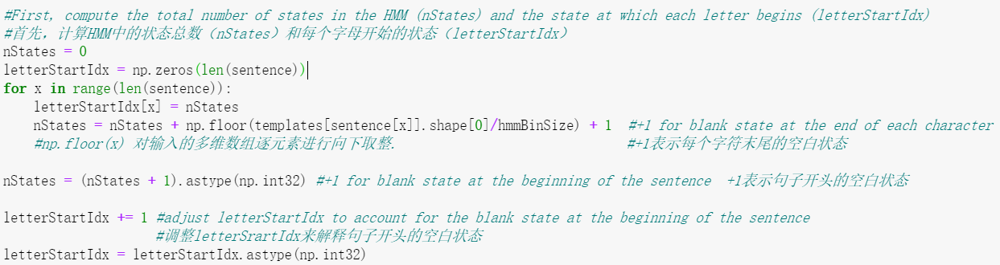 #First, compute the total number of states in the HMM (nStates) and the state at which each letter begins (letterStartIdx)
#首先，计算HMM中的状态总数（nStates）和每个字母开始的状态（letterStartIdx）
nStates = 0
letterStartIdx = np.zeros(len(sentence))
for x in range(len(sentence)):
    letterStartIdx[x] = nStates
    nStates = nStates + np.floor(templates[sentence[x]].shape[0]/hmmBinSize) + 1  #+1 for blank state at the end of each character
    #np.floor(x) 对输入的多维数组逐元素进行向下取整.                              #+1表示每个字符末尾的空白状态
nStates = (nStates + 1).astype(np.int32) #+1 for blank state at the beginning of the sentence  +1表示句子开头的空白状态
letterStartIdx += 1 #adjust letterStartIdx to account for the blank state at the beginning of the sentence
                    #调整letterSrartIdx来解释句子开头的空白状态
letterStartIdx = letterStartIdx.astype(np.int32)